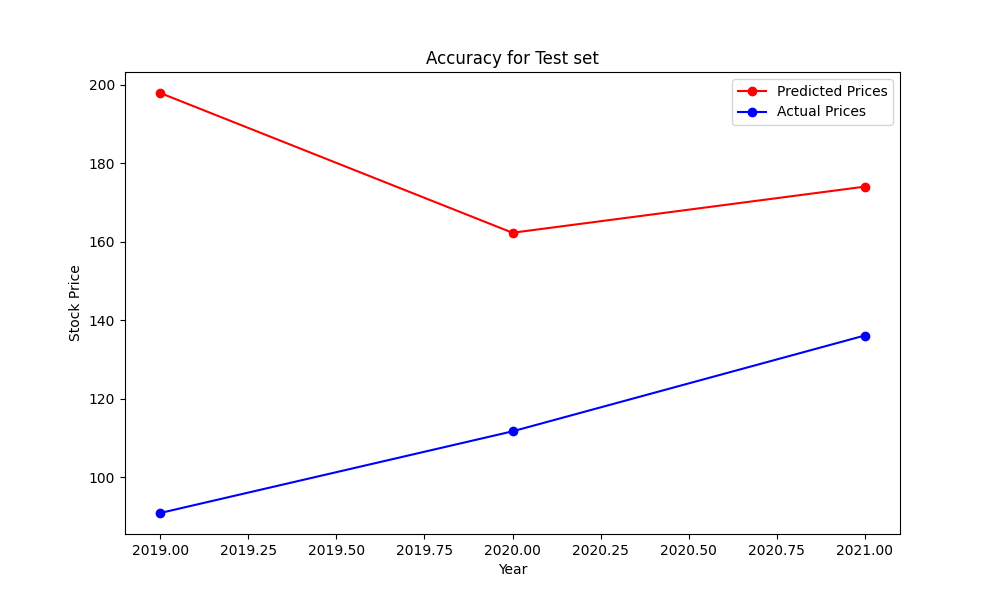 Accuracy for Test set
Predicted Prices
Actual Prices
Stock Price
200
180
160
140
120
100
2019.00 2019.25 2019.50 2019.75 2020.00 2020.25 2020.50 2020.75 2021.00
Year